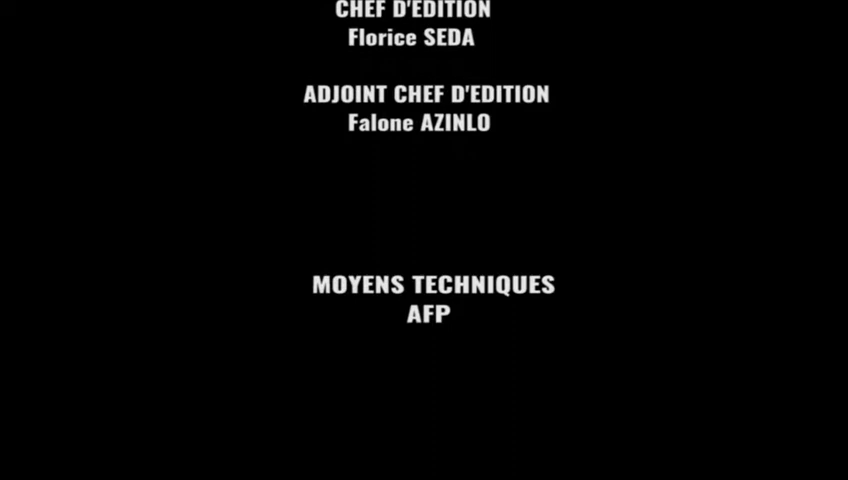 CHEF D'EDITION
Florice SEDA
ADJOINT CHEF D'EDITION
Falone AZINLO
MOYENS TECHNIQUES
AFP